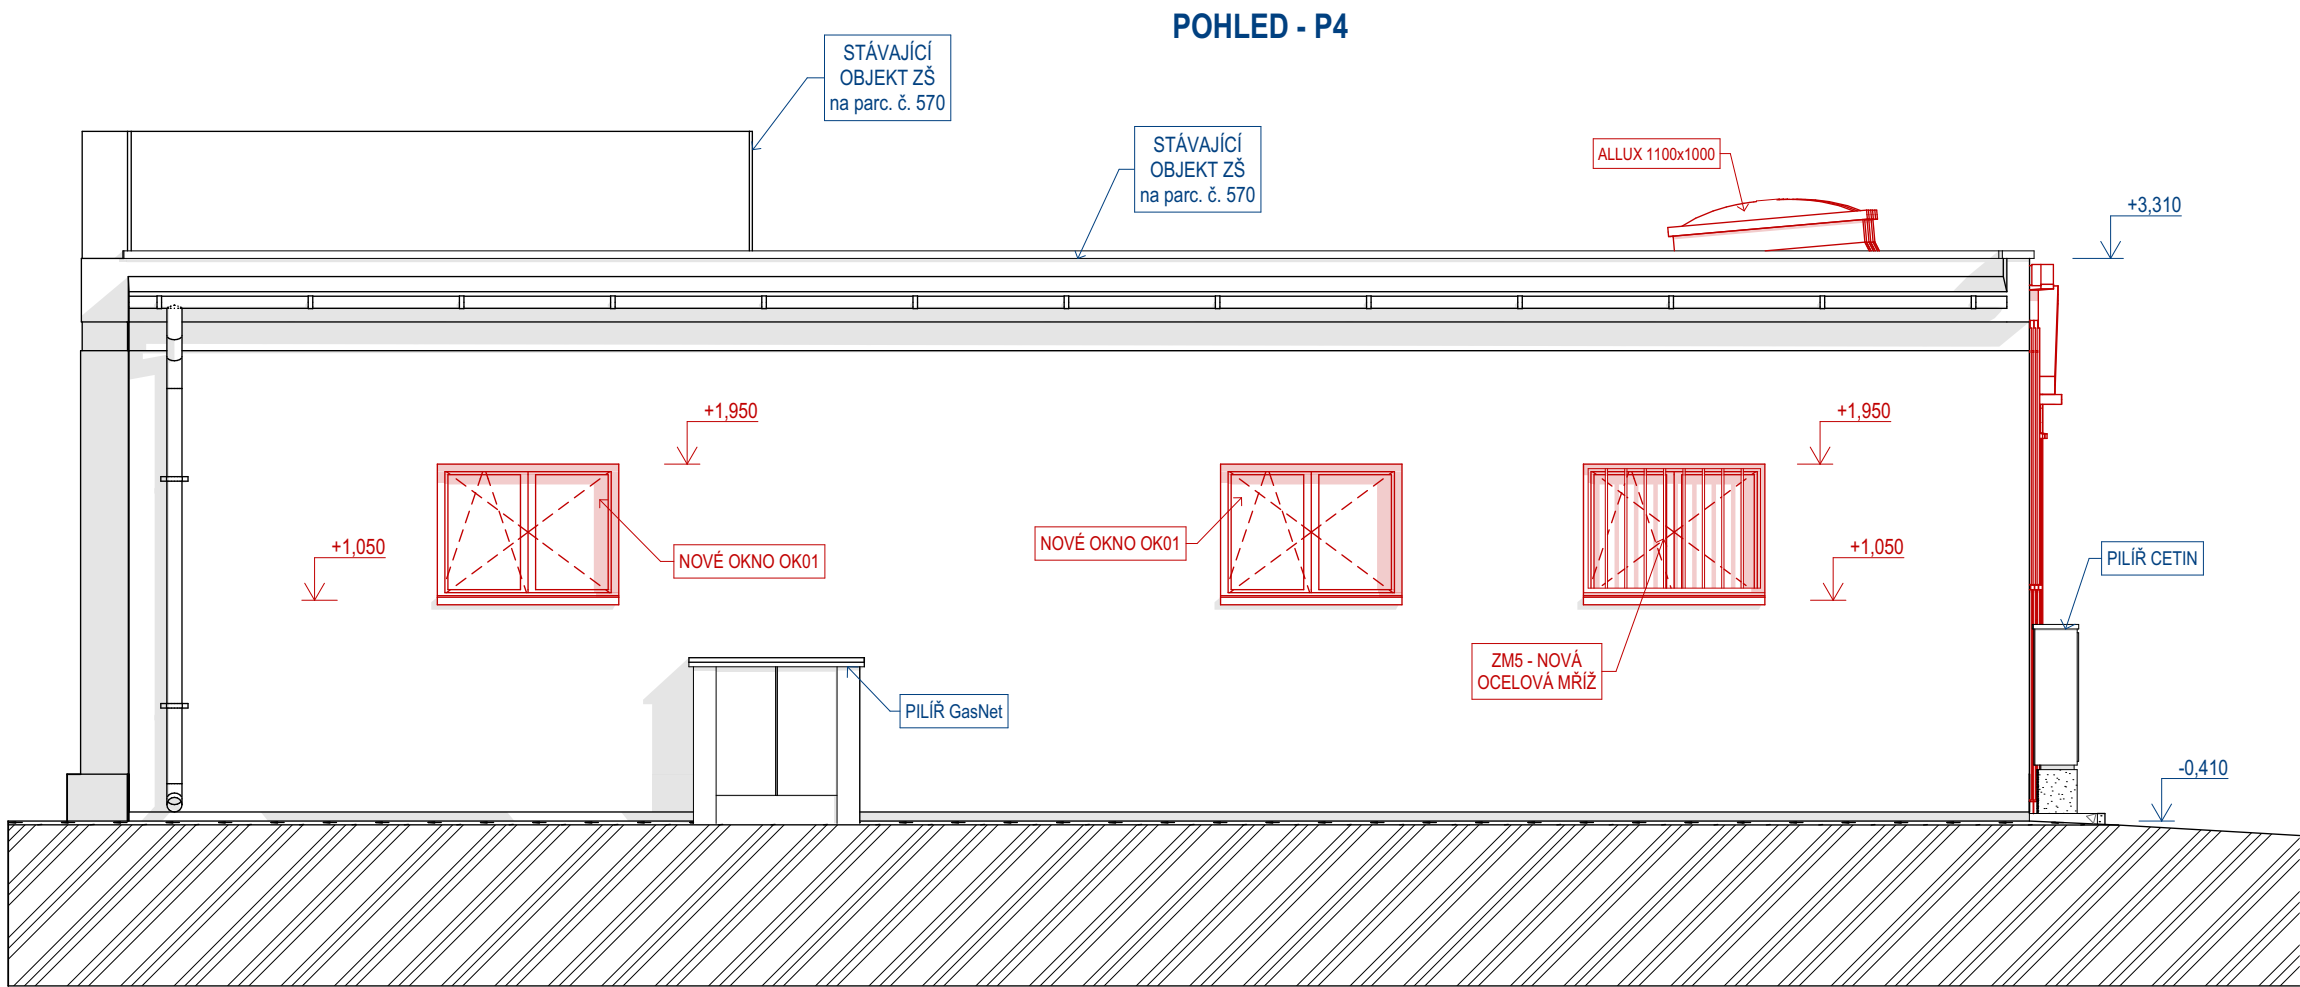 POHLED - P4
STÁVAJÍCÍ
OBJEKT ZŠ
na parc. č. 570
STÁVAJÍCÍ
OBJEKT ZŠ
na parc. č. 570
ALLUX 1100x1000
+3,310
+1,950
+1,950
+1,050
NOVÉ OKNO OK01
NOVÉ OKNO OK01
+1,050
PILÍŘ CETIN
ZM5 - NOVÁ
OCELOVÁ MŘÍŽ
PILÍŘ GasNet
-0,410